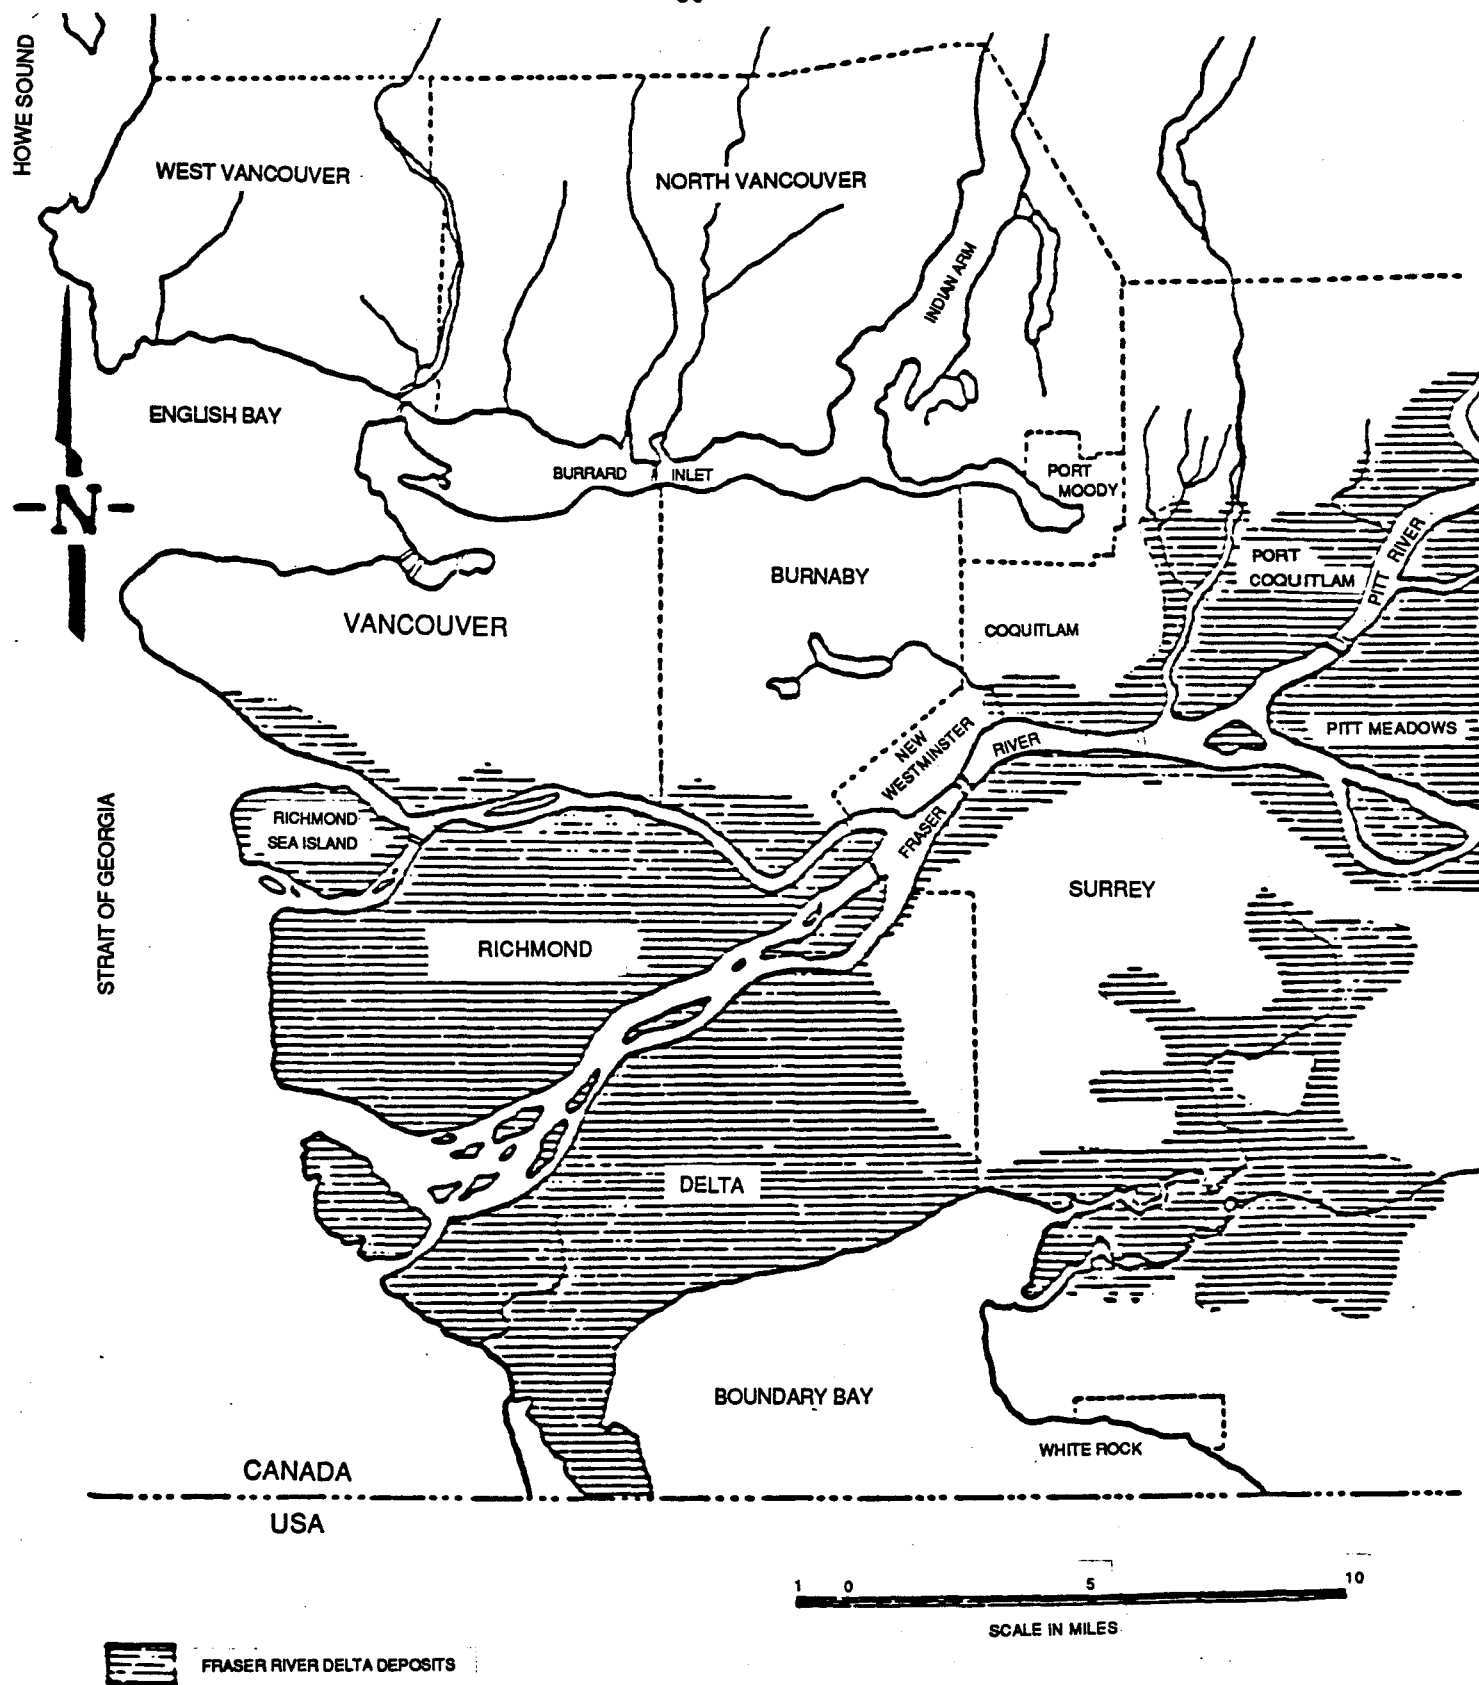 HOWE SOUND
WEST VANCOUVER
NORTH VANCOUVER
INDIAN ARM
ENGLISH BAY
BURRARD INLET
PORT
MOODY
N
PORT
COQUITLAM
PITT RIVER
BURNABY
VANCOUVER
COQUITLAM
NEW
WESTMINSTER
RIVER
PITT MEADOWS
STRAIT OF GEORGIA
RICHMOND
SEA ISLAND
FRASER
SURREY
RICHMOND
DELTA
BOUNDARY BAY
WHITE ROCK
CANADA
USA
1 0 5 10
SCALE IN MILES
FRASER RIVER DELTA DEPOSITS